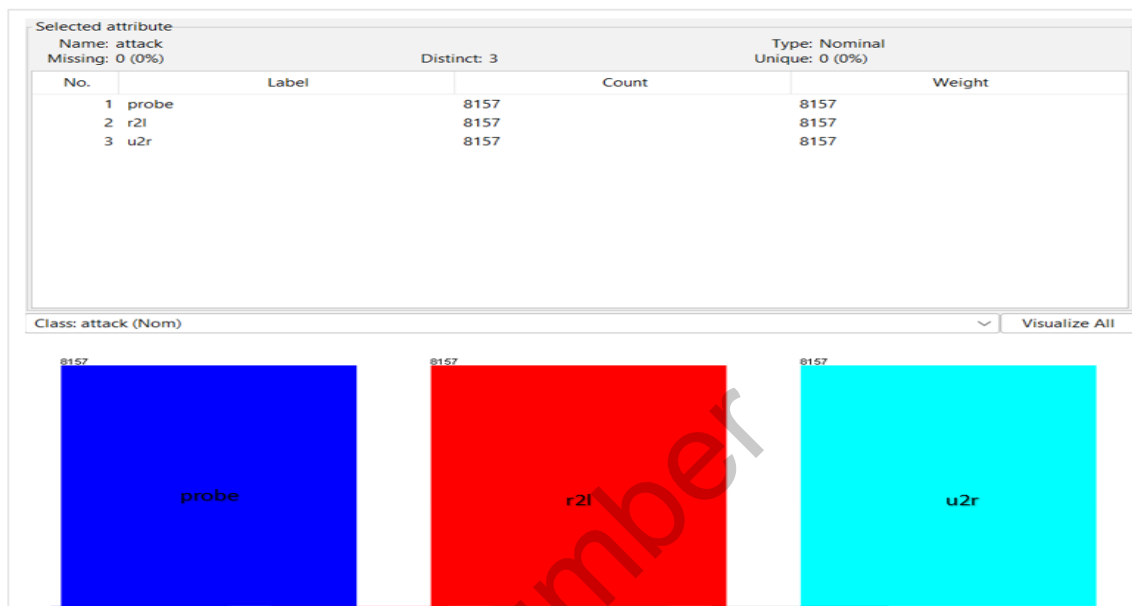 Selected attribute
Name: attack Type: Nominal
Missing: 0 (0%) Distinct: 3 Unique: 0 (0%)
No. Label Count Weight
1 probe 8157 8157
2 r2l 8157 8157
3 u2r 8157 8157
Class: attack (Nom) Visualize All
8157 8157 8157
probe r2l u2r